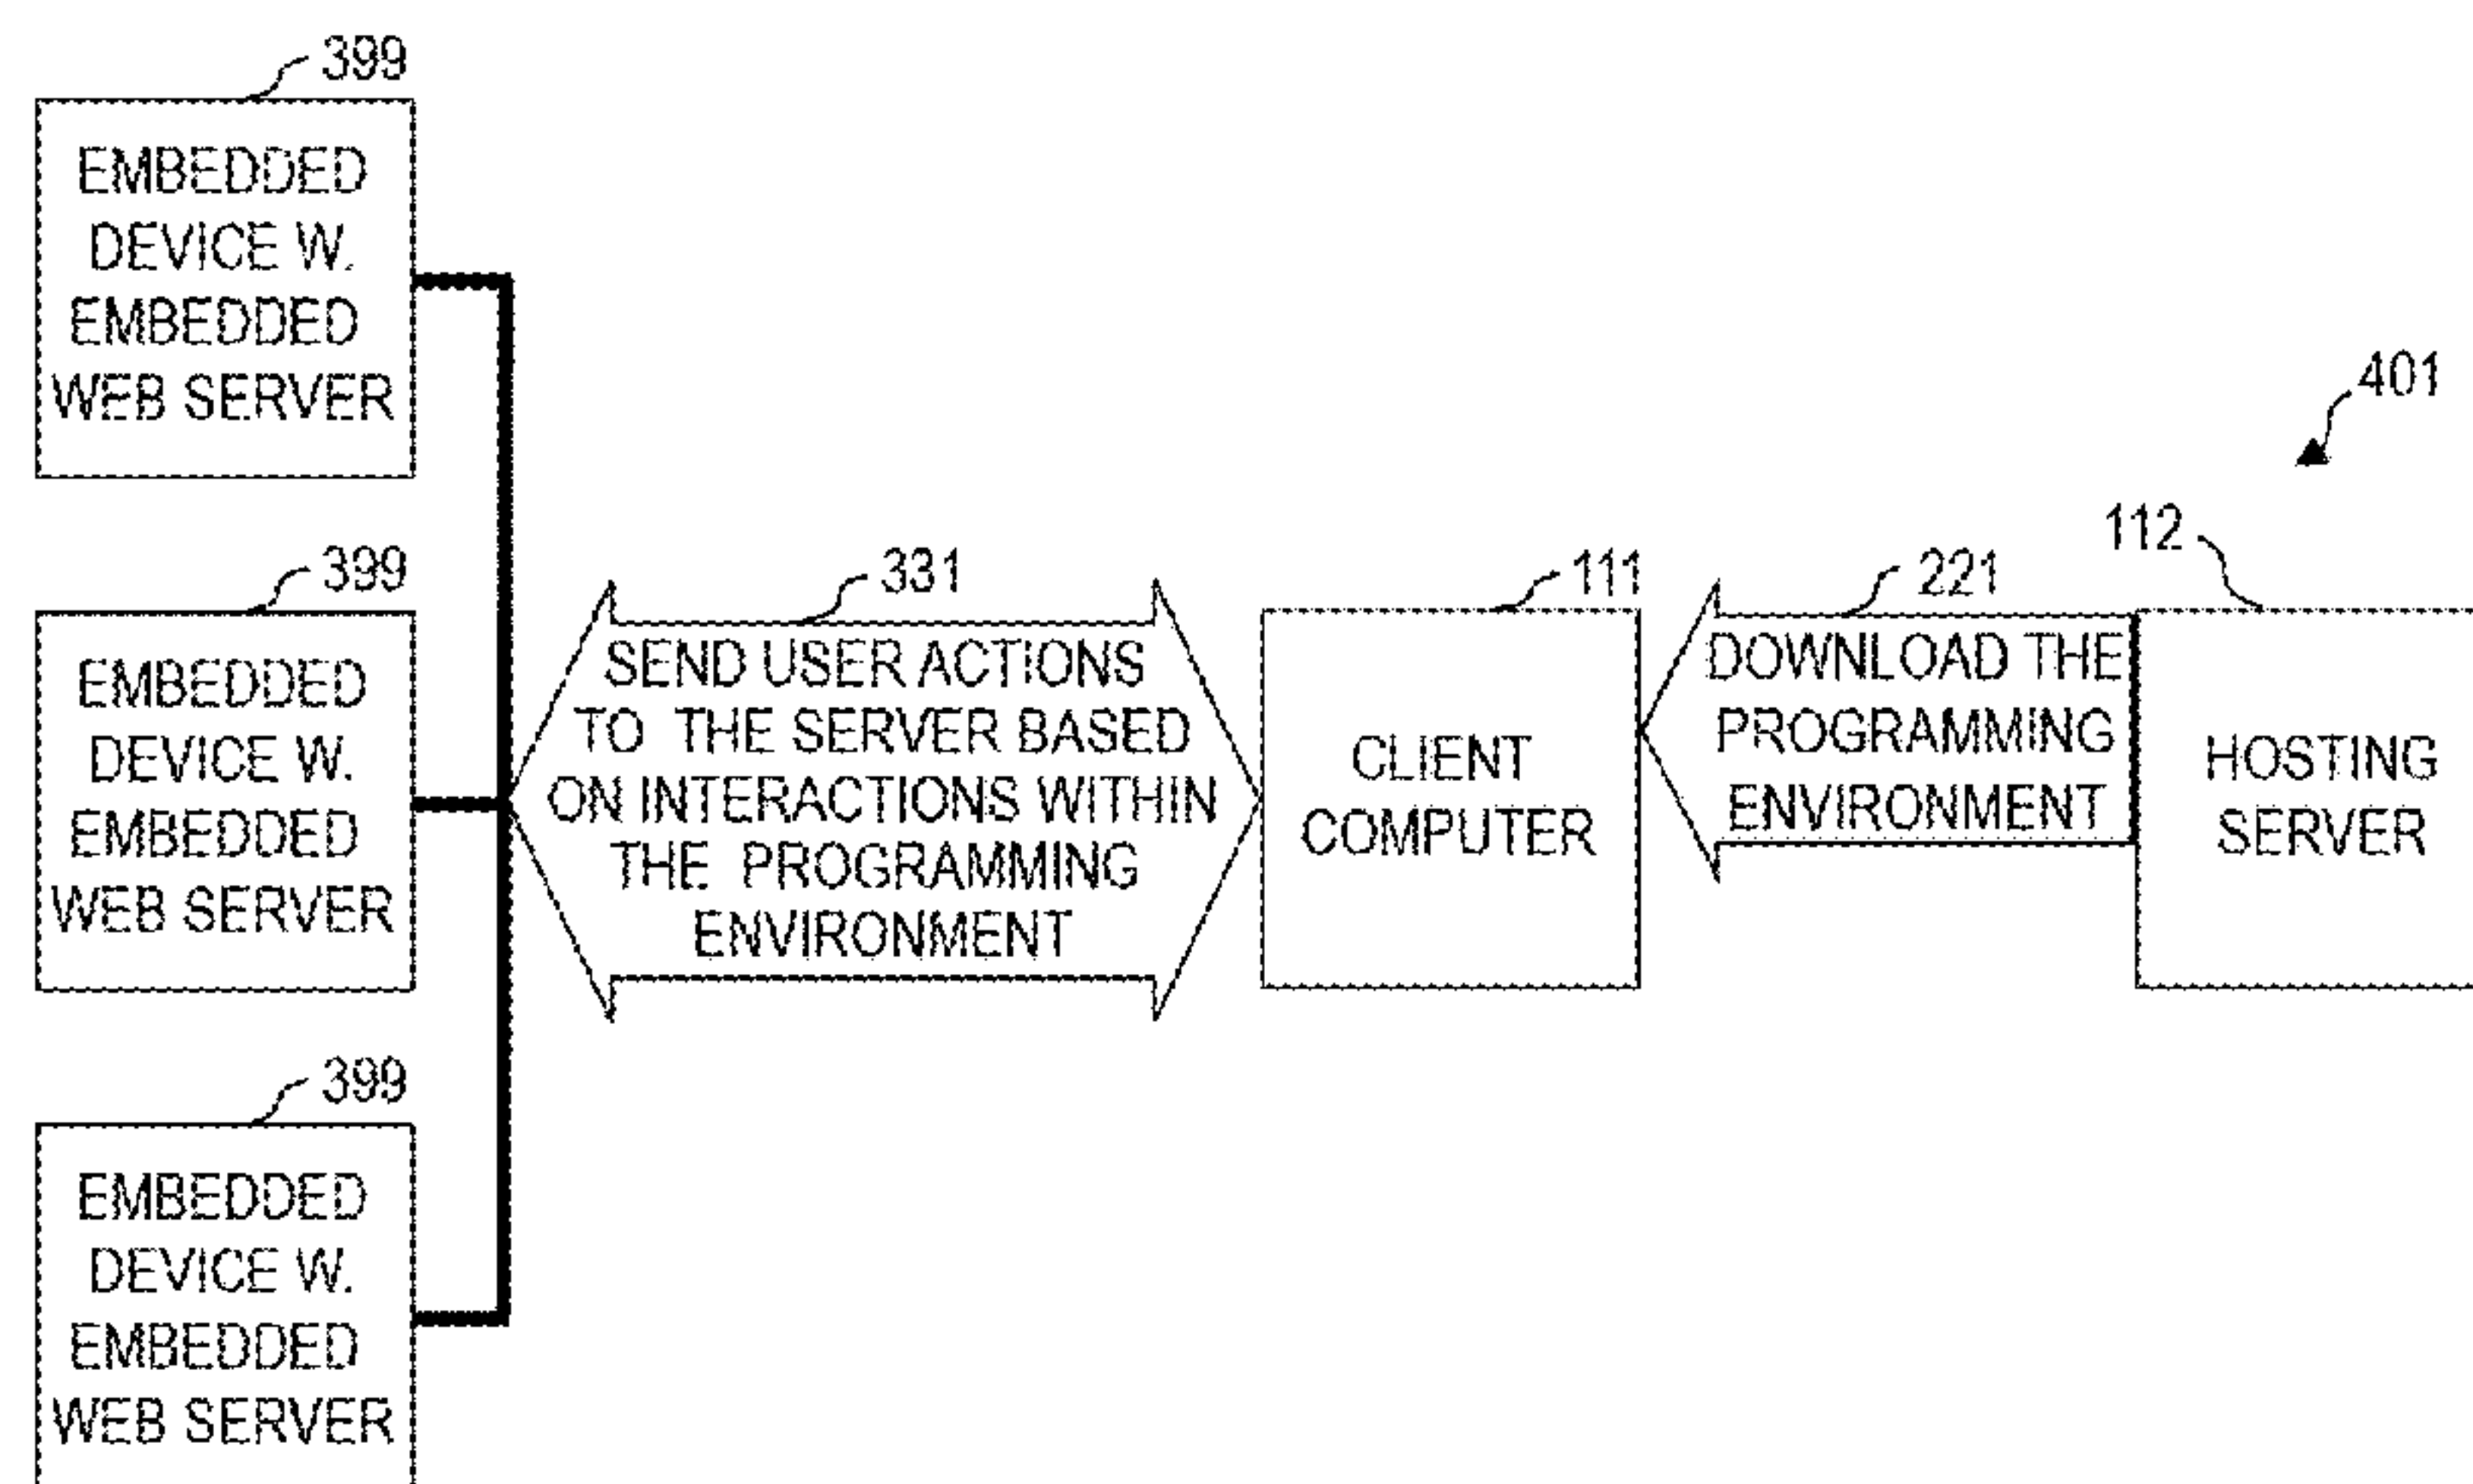 399
EMBEDDED
DEVICE W.
EMBEDDED
WEB SERVER
399
EMBEDDED
DEVICE W.
EMBEDDED
WEB SERVER
399
EMBEDDED
DEVICE W.
EMBEDDED
WEB SERVER
331
SEND USER ACTIONS
TO THE SERVER BASED
ON INTERACTIONS WITHIN
THE PROGRAMMING
ENVIRONMENT
111
CLIENT
COMPUTER
221
DOWNLOAD THE
PROGRAMMING
ENVIRONMENT
401
112
HOSTING
SERVER